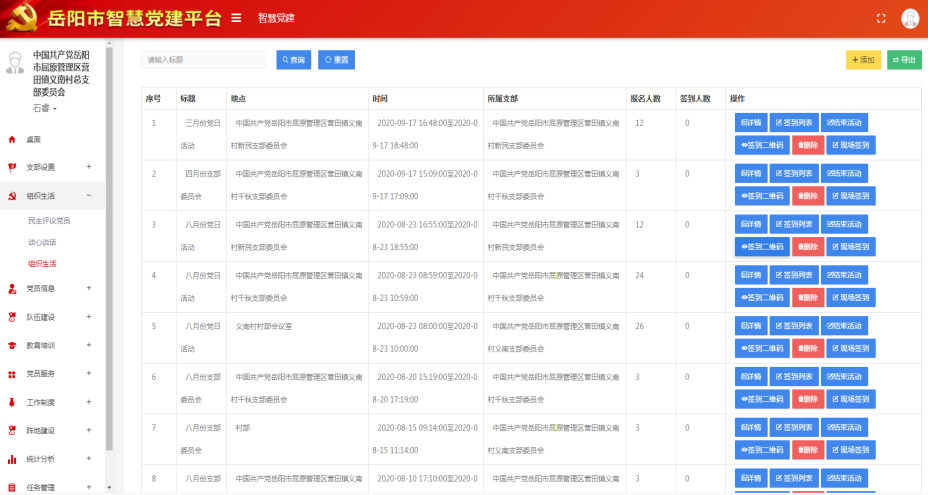 岳阳市智慧党建平台
智慧党建
中国共产党岳阳
市屈原管理区营
田镇义南村总支
部委员会
石睿
桌面
支部设置 +
组织生活 −
民主评议党员
谈心谈话
组织生活
党员信息 +
队伍建设 +
教育培训 +
党员服务 +
工作制度 +
阵地建设 +
统计分析 +
任务管理 +
请输入标题 查询 重置 + 添加 导出
序号 标题 地点 时间 所属支部 报名人数 签到人数 操作
1 三月份党日 中国共产党岳阳市屈原管理区营田镇义南 2020-09-17 16:48:00至2020-0 中国共产党岳阳市屈原管理区营田镇义南 12 0 详情 签到列表 结束活动
活动 村新民支部委员会 9-17 18:48:00 村新民支部委员会 签到二维码 删除 现场签到
2 四月份支部 中国共产党岳阳市屈原管理区营田镇义南 2020-09-17 15:09:00至2020-0 中国共产党岳阳市屈原管理区营田镇义南 3 0 详情 签到列表 结束活动
委员会 村千秋支部委员会 9-17 17:09:00 村千秋支部委员会 签到二维码 删除 现场签到
3 八月份党日 中国共产党岳阳市屈原管理区营田镇义南 2020-08-23 16:55:00至2020-0 中国共产党岳阳市屈原管理区营田镇义南 12 0 详情 签到列表 结束活动
活动 村新民支部委员会 8-23 18:55:00 村新民支部委员会 签到二维码 删除 现场签到
4 八月份党日 中国共产党岳阳市屈原管理区营田镇义南 2020-08-23 08:59:00至2020-0 中国共产党岳阳市屈原管理区营田镇义南 24 0 详情 签到列表 结束活动
活动 村千秋支部委员会 8-23 10:59:00 村千秋支部委员会 签到二维码 删除 现场签到
5 八月份党日 义南村村部会议室 2020-08-23 08:00:00至2020-0 中国共产党岳阳市屈原管理区营田镇义南 26 0 详情 签到列表 结束活动
活动 8-23 10:00:00 村义南支部委员会 签到二维码 删除 现场签到
6 八月份支部 中国共产党岳阳市屈原管理区营田镇义南 2020-08-20 15:19:00至2020-0 中国共产党岳阳市屈原管理区营田镇义南 3 0 详情 签到列表 结束活动
委员会 村千秋支部委员会 8-20 17:19:00 村千秋支部委员会 签到二维码 删除 现场签到
7 八月份支部 村部 2020-08-15 09:14:00至2020-0 中国共产党岳阳市屈原管理区营田镇义南 3 0 详情 签到列表 结束活动
委员会 8-15 11:14:00 村义南支部委员会 签到二维码 删除 现场签到
8 八月份支部 中国共产党岳阳市屈原管理区营田镇义南 2020-08-10 17:10:00至2020-0 中国共产党岳阳市屈原管理区营田镇义南 3 0 详情 签到列表 结束活动